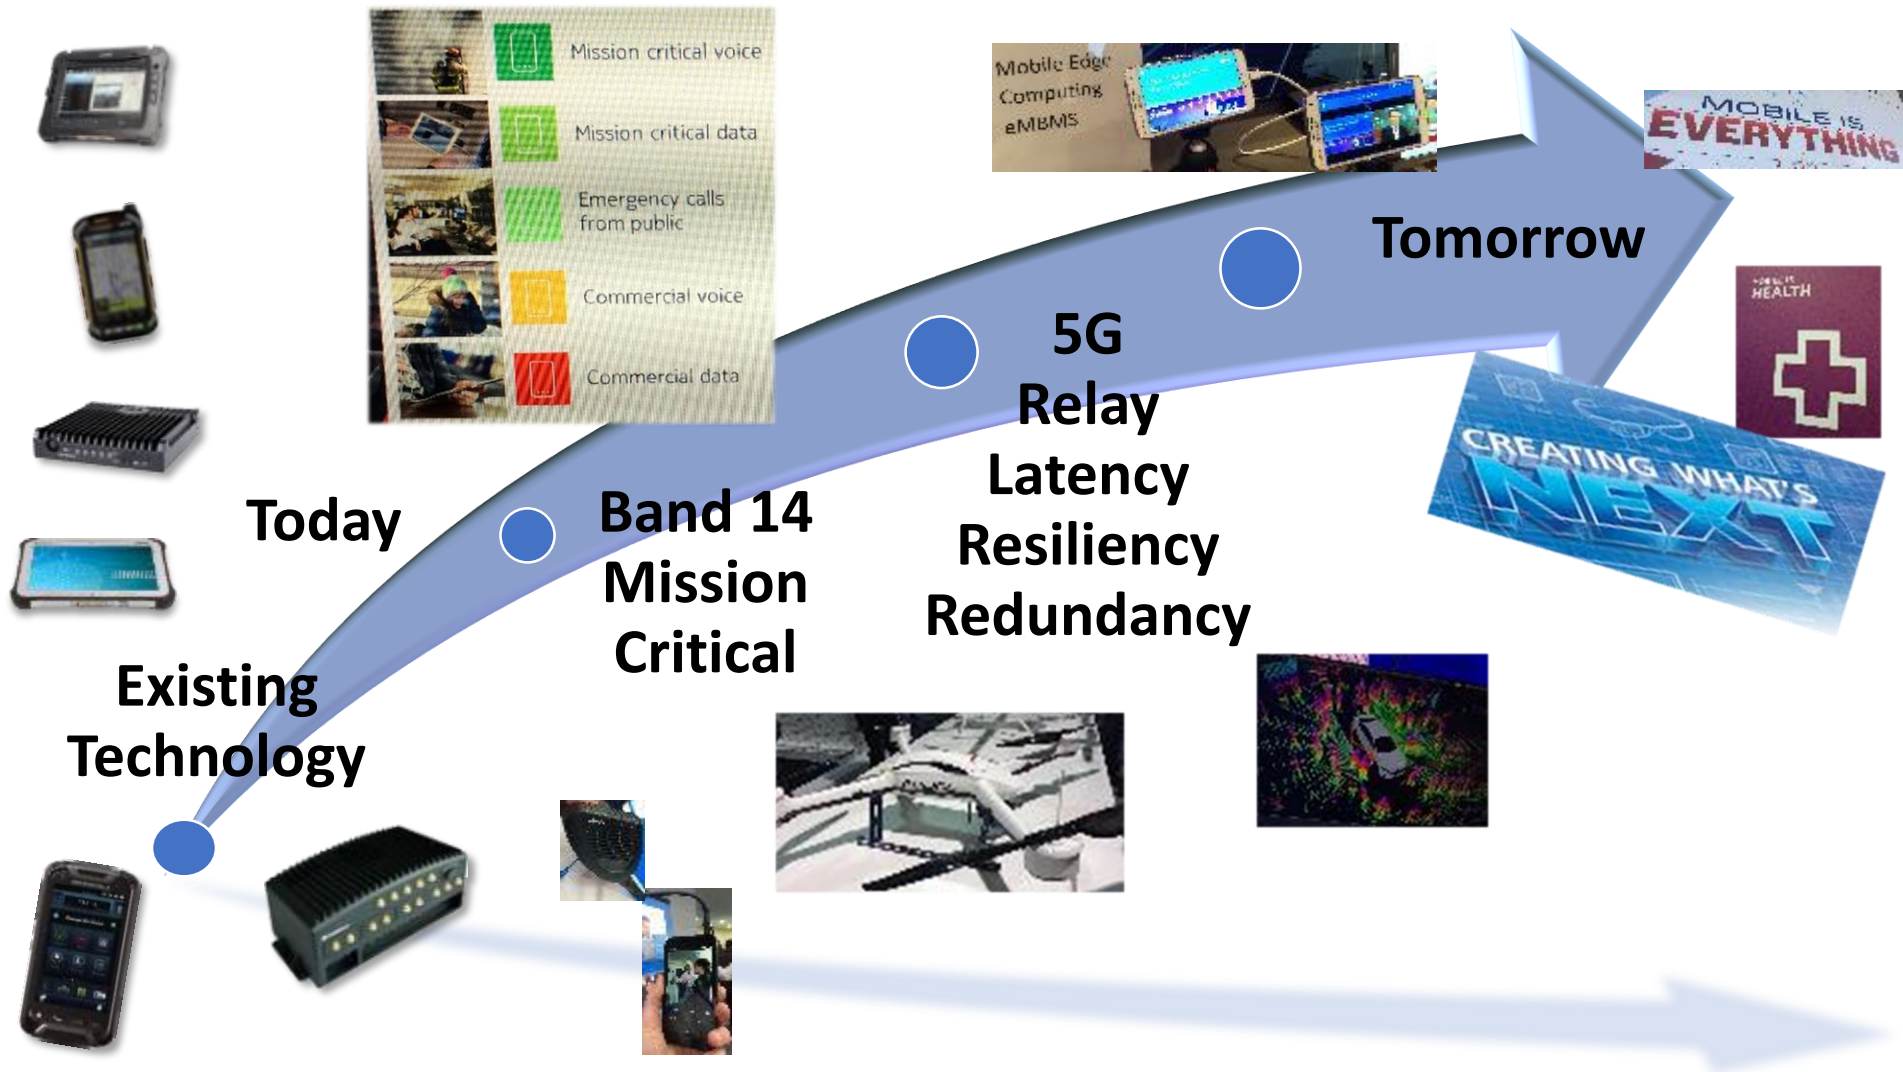 Mission critical voice
Mission critical data
Emergency calls
from public
Commercial voice
Commercial data
Mobile Edge
Computing
eMBMS
MOBILE IS
EVERYTHING
Tomorrow
HEALTH
CREATING WHAT'S
NEXT
5G
Relay
Latency
Resiliency
Redundancy
Today
Band 14
Mission
Critical
Existing
Technology